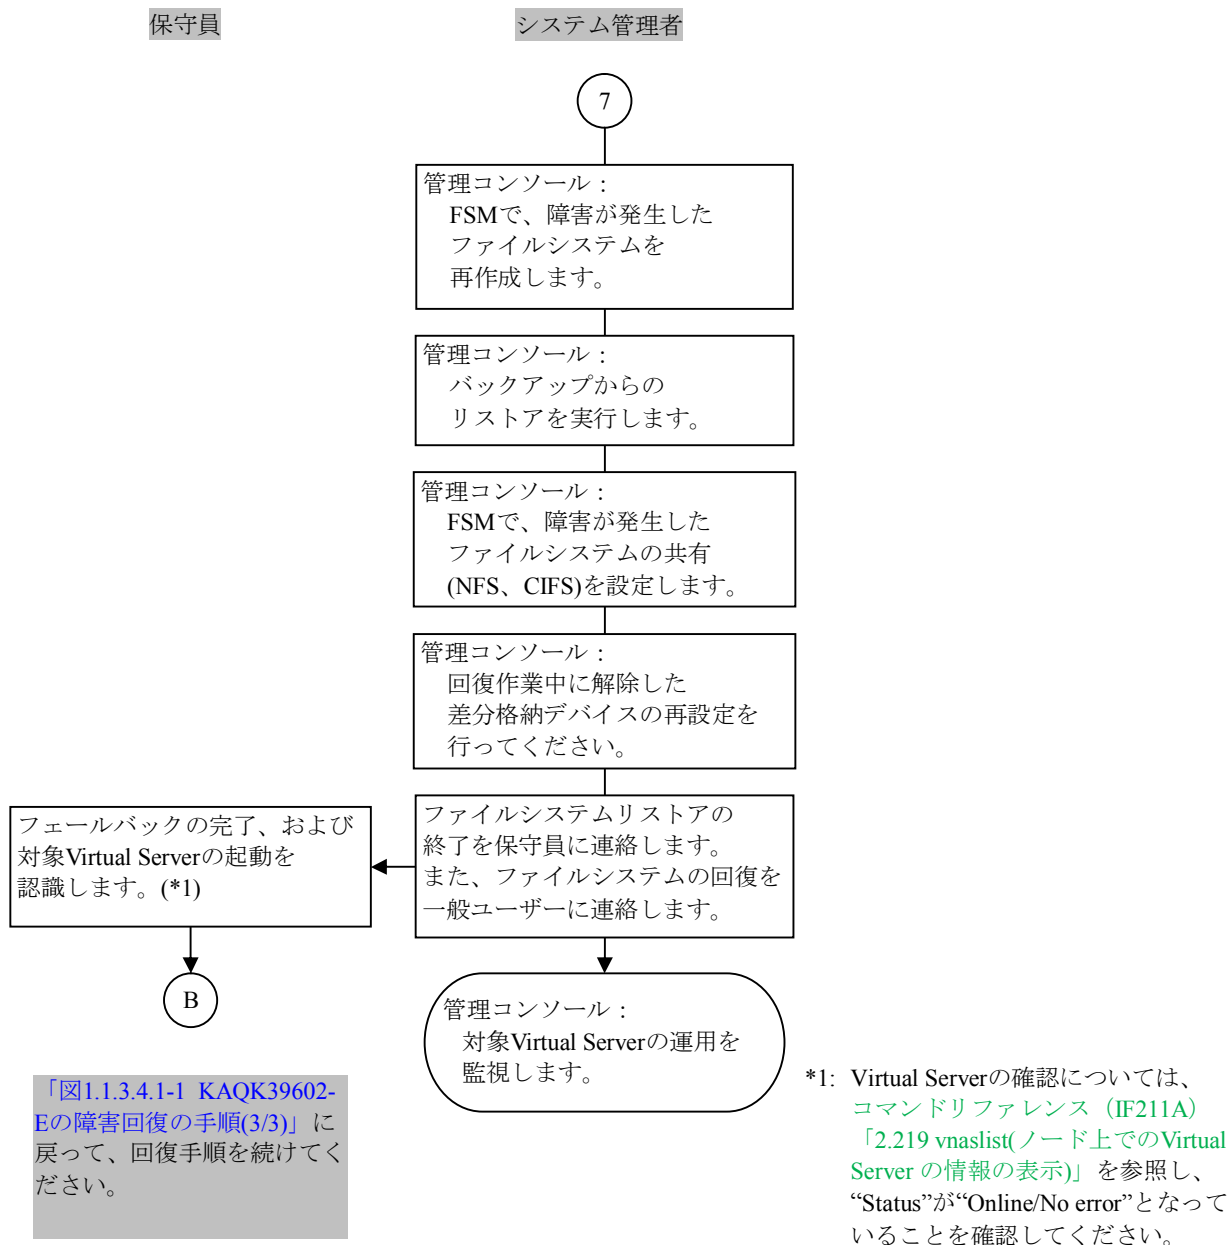 保守員
システム管理者
7
管理コンソール：
FSMで、障害が発生した
ファイルシステムを
再作成します。
管理コンソール：
バックアップからの
リストアを実行します。
管理コンソール：
FSMで、障害が発生した
ファイルシステムの共有
(NFS、CIFS)を設定します。
管理コンソール：
回復作業中に解除した
差分格納デバイスの再設定を
行ってください。
ファイルシステムリストアの
終了を保守員に連絡します。
また、ファイルシステムの回復を
一般ユーザーに連絡します。
フェールバックの完了、および
対象Virtual Serverの起動を
認識します。(*1)
B
管理コンソール：
対象Virtual Serverの運用を
監視します。
「図1.1.3.4.1-1 KAQK39602-
Eの障害回復の手順(3/3)」に
戻って、回復手順を続けてく
ださい。
*1: Virtual Serverの確認については、
コマンドリファレンス（IF211A）
「2.219 vnaslist(ノード上でのVirtual
Server の情報の表示)」を参照し、
“Status”が“Online/No error”となって
いることを確認してください。